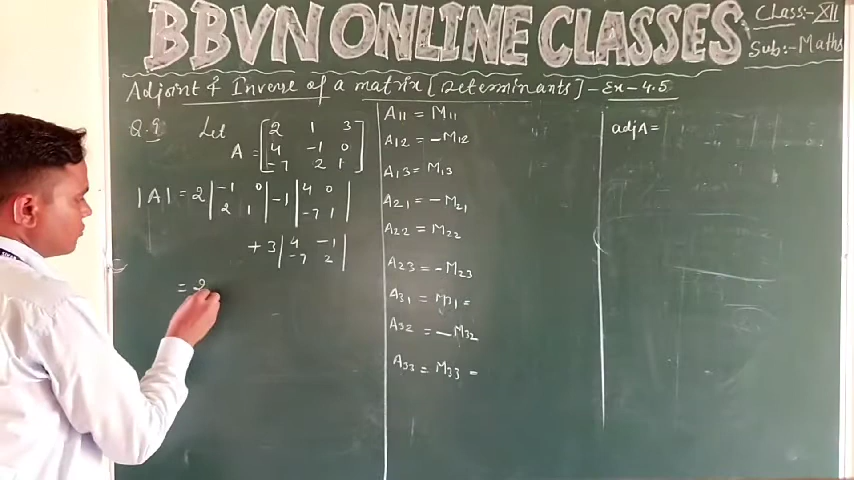 BBVN ONLINE CLASSES
Class:- XII
Sub:- Maths
Adjoint & Inverse of a matrix [Determinants] - Ex - 4.5
Q.9 Let
A = [2 1 3
4 -1 0
-7 2 1]
|A| = 2 |-1 0
2 1| -1 |4 0
-7 1|
+ 3 |4 -1
-7 2|
= 2
A11 = M11
A12 = -M12
A13 = M13
A21 = -M21
A22 = M22
A23 = -M23
A31 = M31 =
A32 = -M32
A33 = M33 =
adjA =